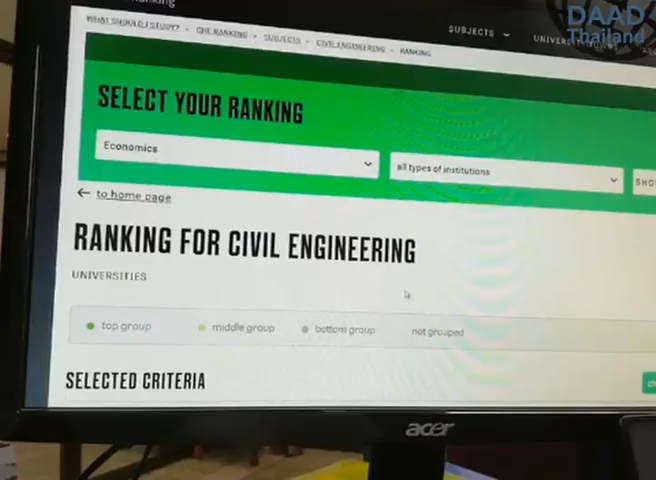 DAAD
Thailand
SUBJECTS
WHAT SHOULD I STUDY? CHE RANKING SUBJECTS CIVIL ENGINEERING RANKING
SELECT YOUR RANKING
Economics
all types of institutions
← to home page
RANKING FOR CIVIL ENGINEERING
UNIVERSITIES
top group middle group bottom group not grouped
SELECTED CRITERIA
acer